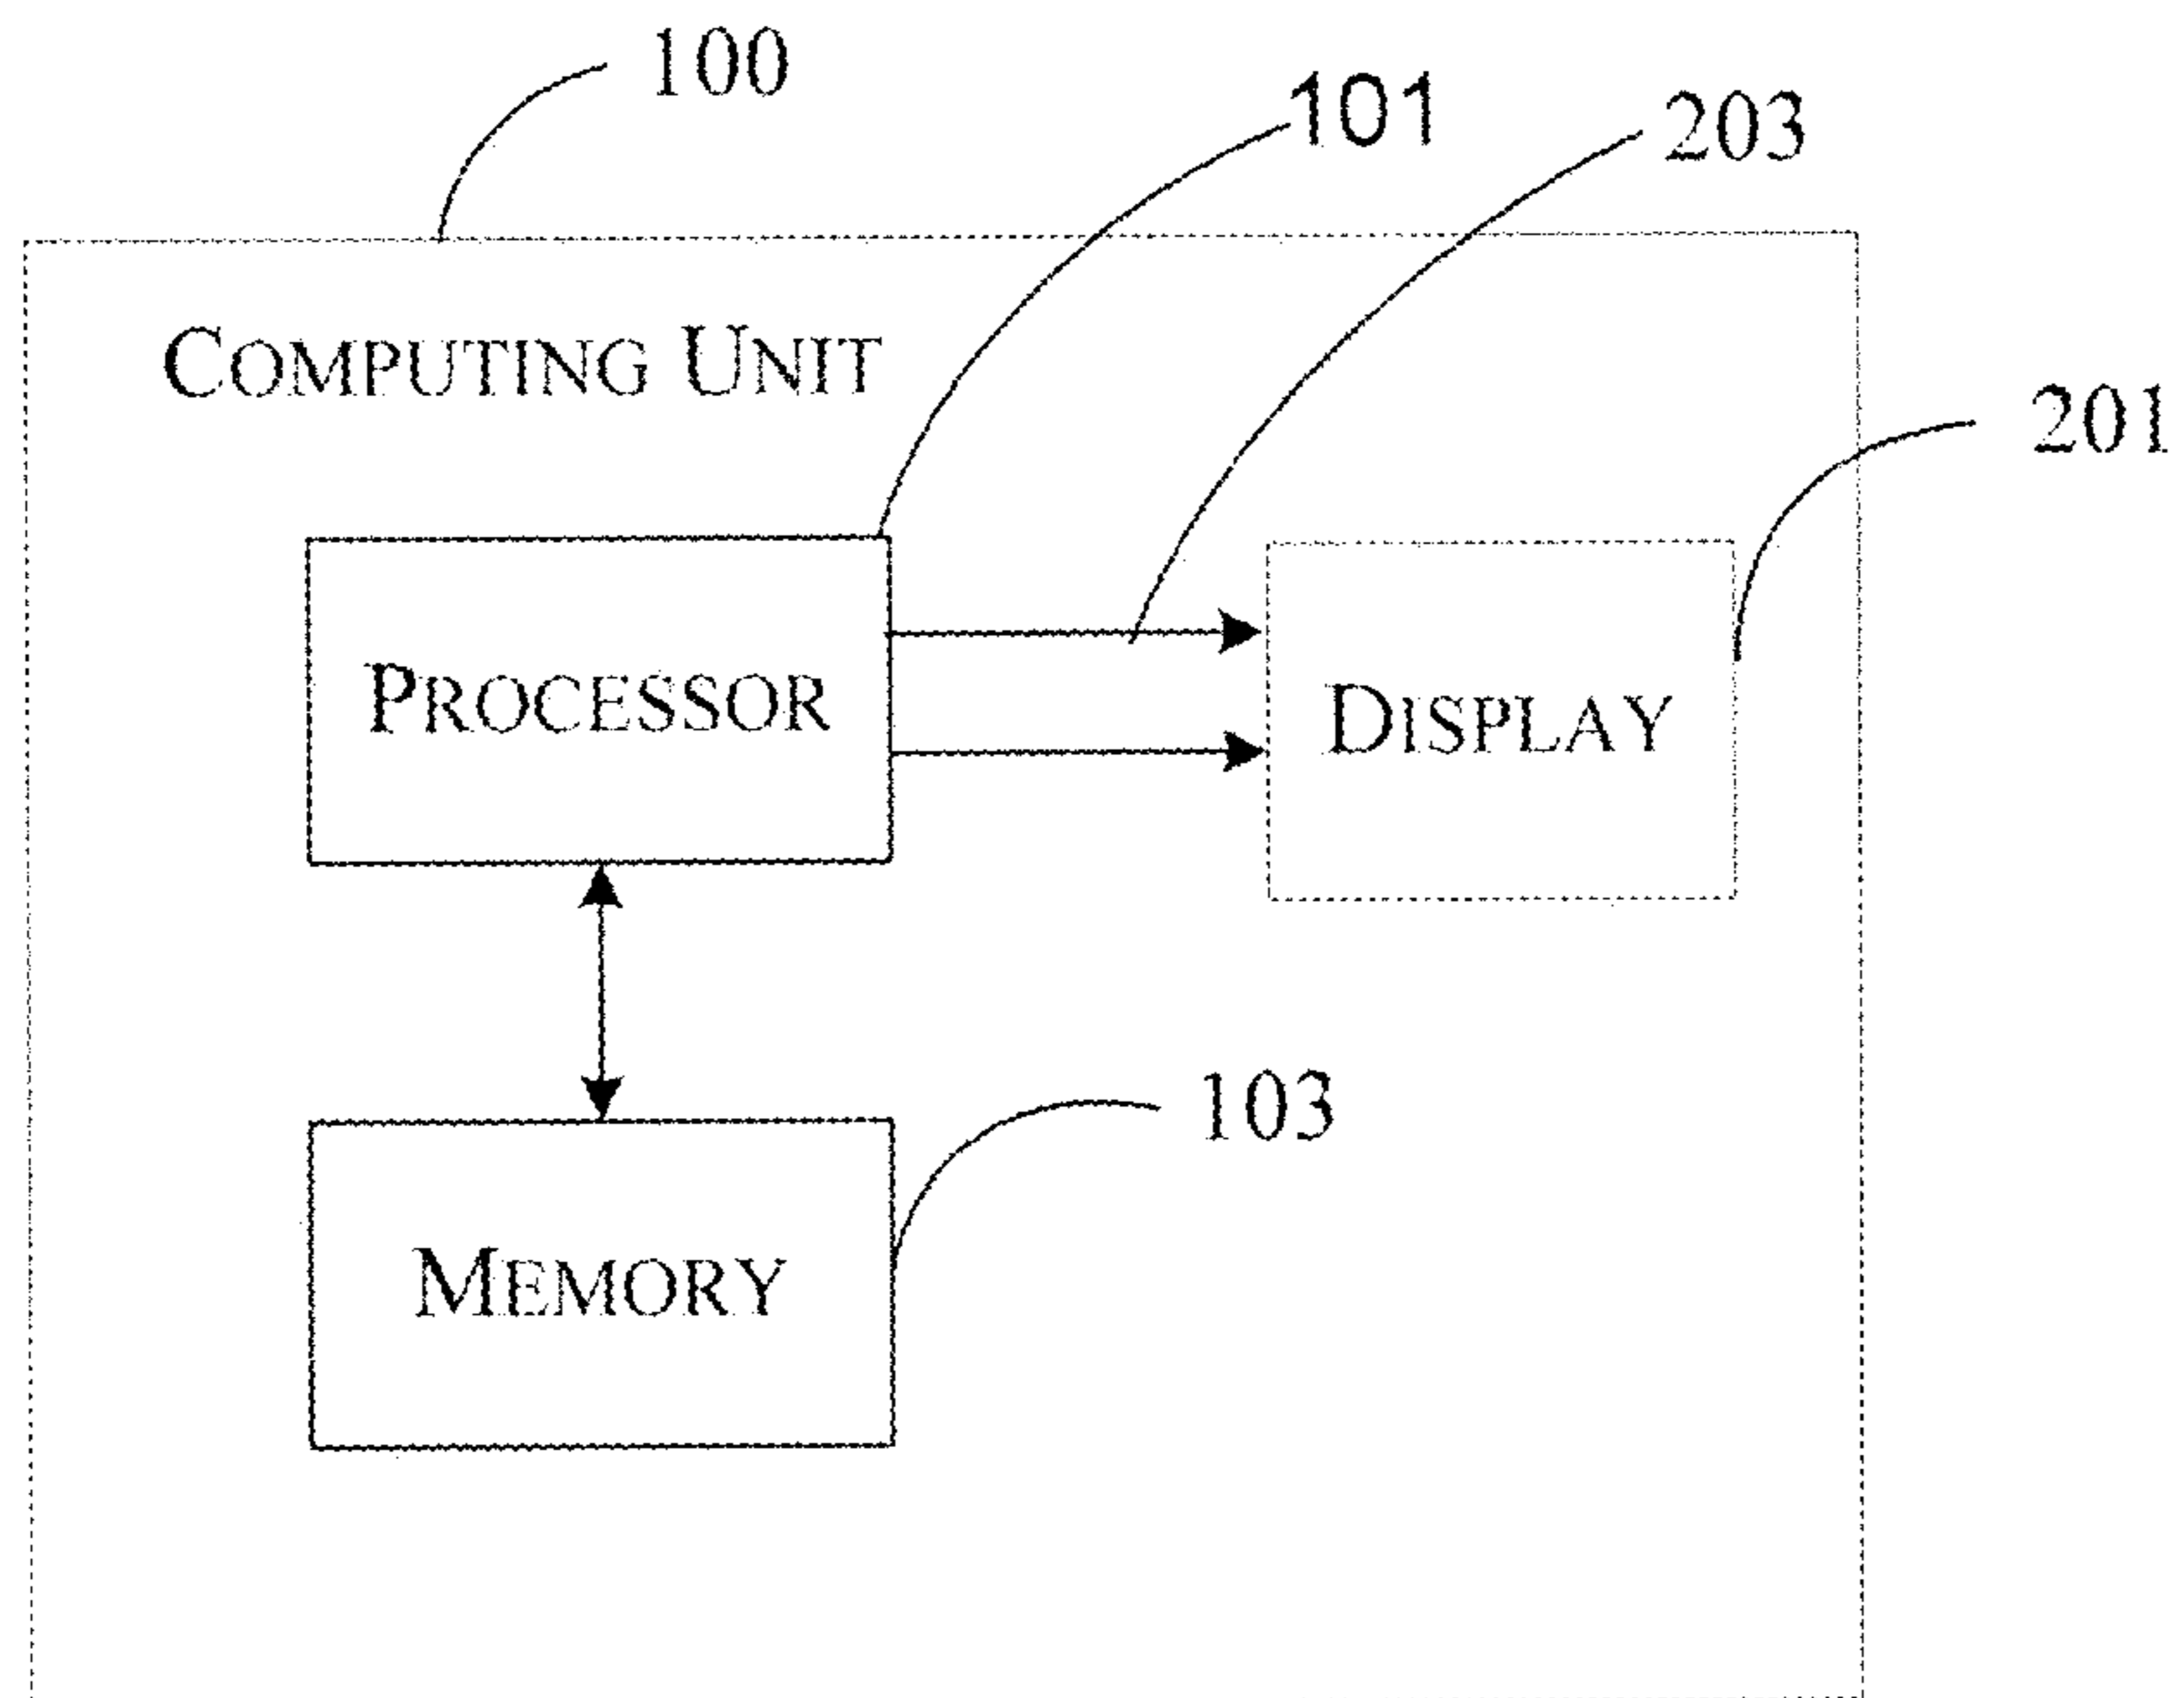 100
101
203
COMPUTING UNIT
201
PROCESSOR
DISPLAY
103
MEMORY